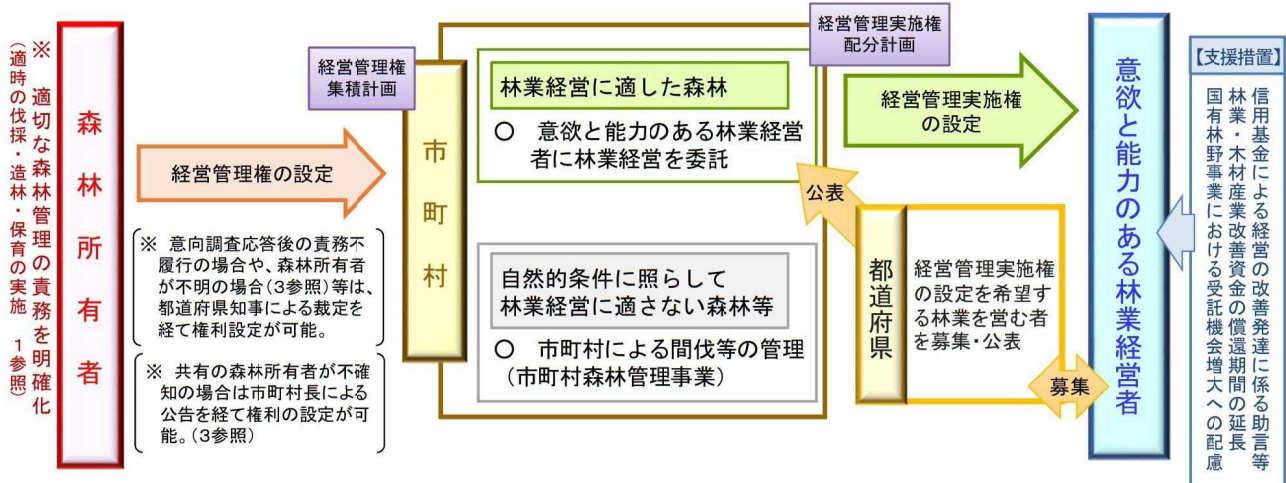 ※ 適切な森林管理の責務を明確化
(適時の伐採・造林・保育の実施 1参照)
森林所有者
経営管理権の設定
※ 意向調査応答後の責務不
履行の場合や、森林所有者
が不明の場合(3参照)等は、
都道府県知事による裁定を
経て権利設定が可能。
※ 共有の森林所有者が不確
知の場合は市町村長による
公告を経て権利の設定が可
能。(3参照)
経営管理権
集積計画
市町村
経営管理実施権
配分計画
林業経営に適した森林
○ 意欲と能力のある林業経営
者に林業経営を委託
自然的条件に照らして
林業経営に適さない森林等
○ 市町村による間伐等の管理
(市町村森林管理事業)
経営管理実施権
の設定
公表
都道府県
経営管理実施権
の設定を希望す
る林業を営む者
を募集・公表
募集
意欲と能力のある林業経営者
【支援措置】
信用基金による経営の改善発達に係る助言等
林業・木材産業改善資金の償還期間の延長
国有林野事業における受託機会増大への配慮